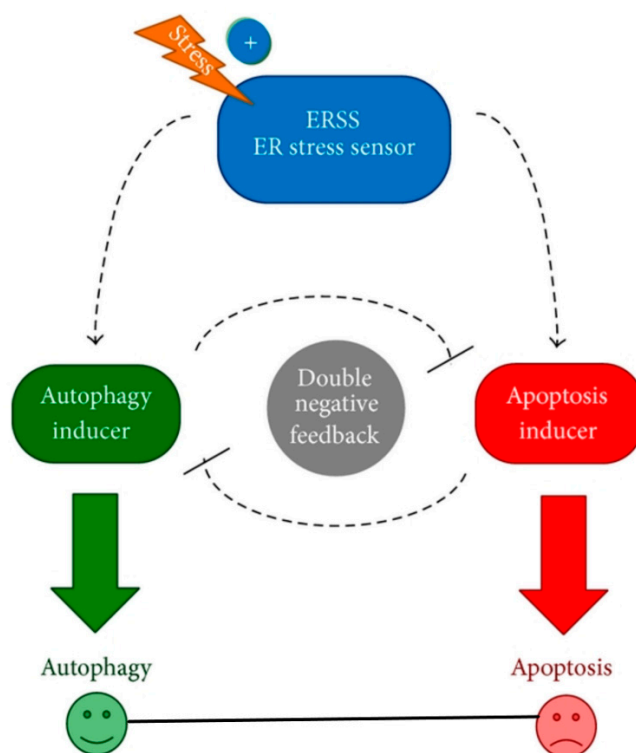 Stress
+
ERSS
ER stress sensor
Autophagy
inducer
Double
negative
feedback
Apoptosis
inducer
Autophagy
Apoptosis